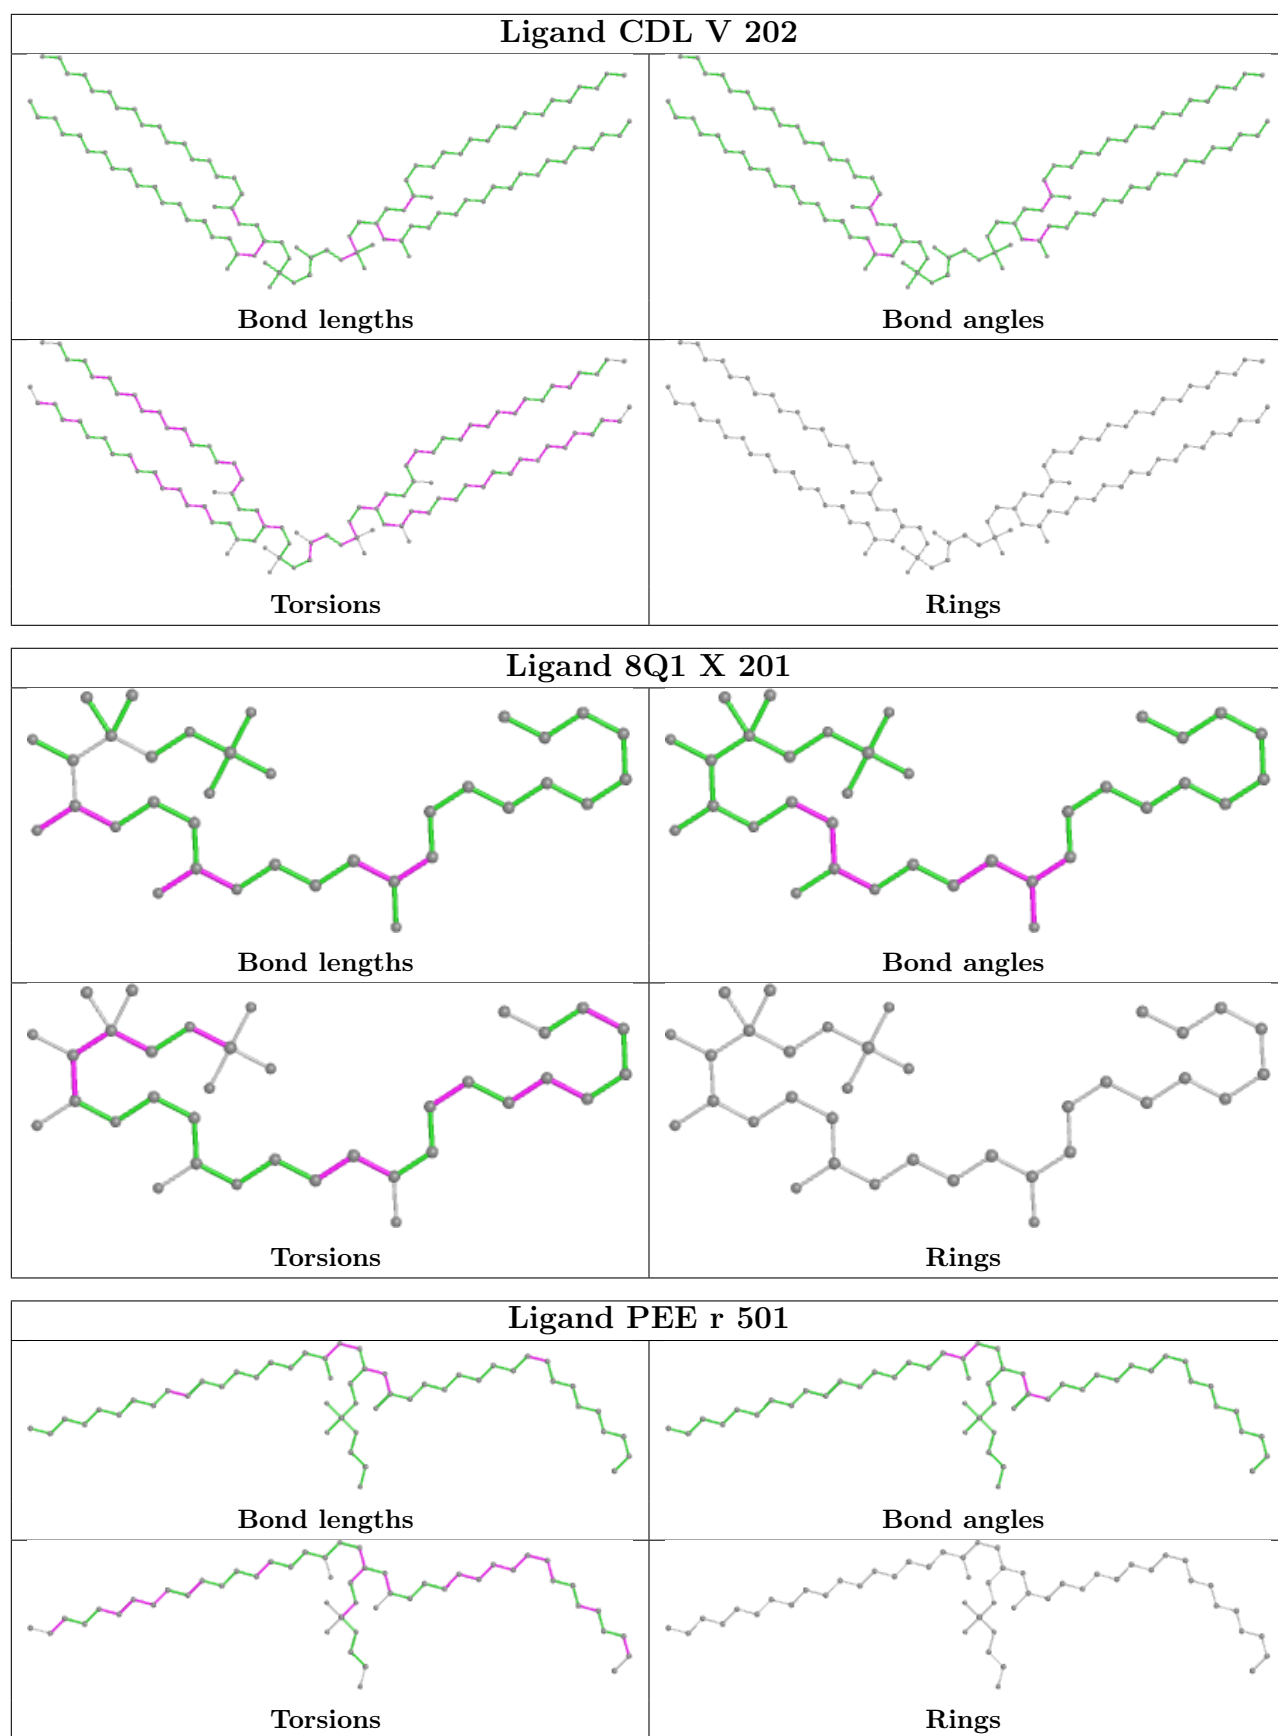 Ligand CDL V 202
Bond lengths
Bond angles
Torsions
Rings
Ligand 8Q1 X 201
Bond lengths
Bond angles
Torsions
Rings
Ligand PEE r 501
Bond lengths
Bond angles
Torsions
Rings